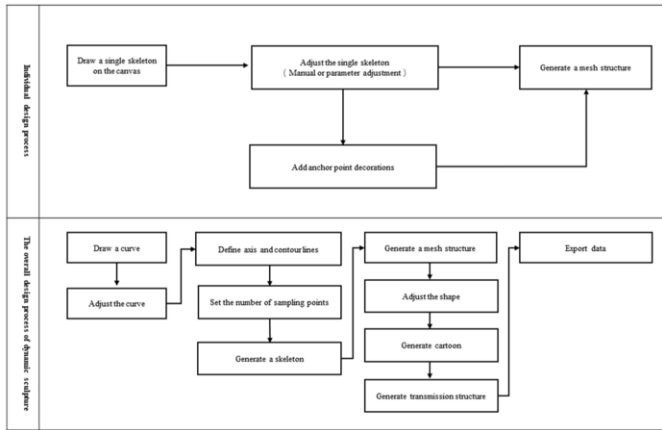 Individual design process
Draw a single skeleton
on the canvas
Adjust the single skeleton
( Manual or parameter adjustment )
Generate a mesh structure
Add anchor point decorations
The overall design process of dynamic sculpture
Draw a curve
Adjust the curve
Define axis and contourlines
Set the number of sampling points
Generate a skeleton
Generate a mesh structure
Adjust the shape
Generate cartoon
Generate transmission structure
Export data